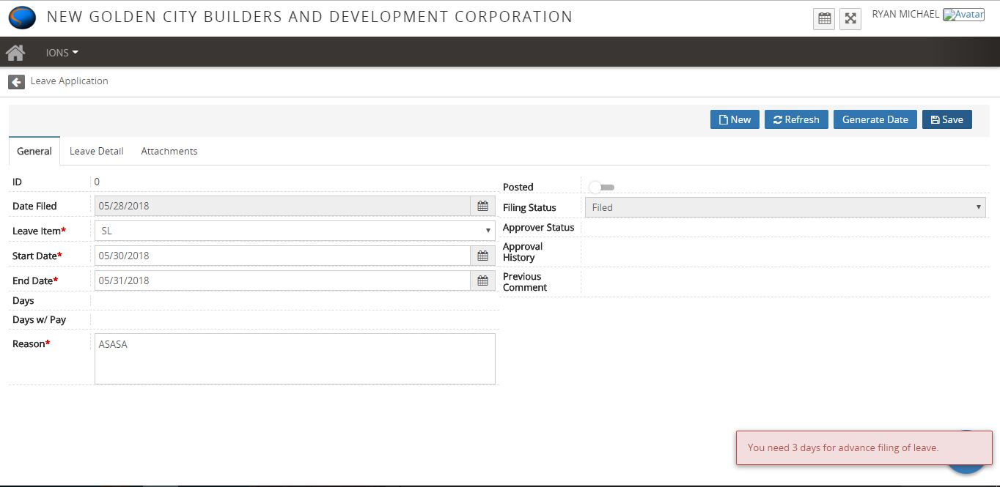 NEW GOLDEN CITY BUILDERS AND DEVELOPMENT CORPORATION
RYAN MICHAEL Avatar
IONS
Leave Application
New Refresh Generate Date Save
General Leave Detail Attachments
ID 0
Date Filed 05/28/2018
Leave Item* SL
Start Date* 05/30/2018
End Date* 05/31/2018
Days
Days w/ Pay
Reason* ASASA
Posted
Filing Status Filed
Approver Status
Approval
History
Previous
Comment
You need 3 days for advance filing of leave.